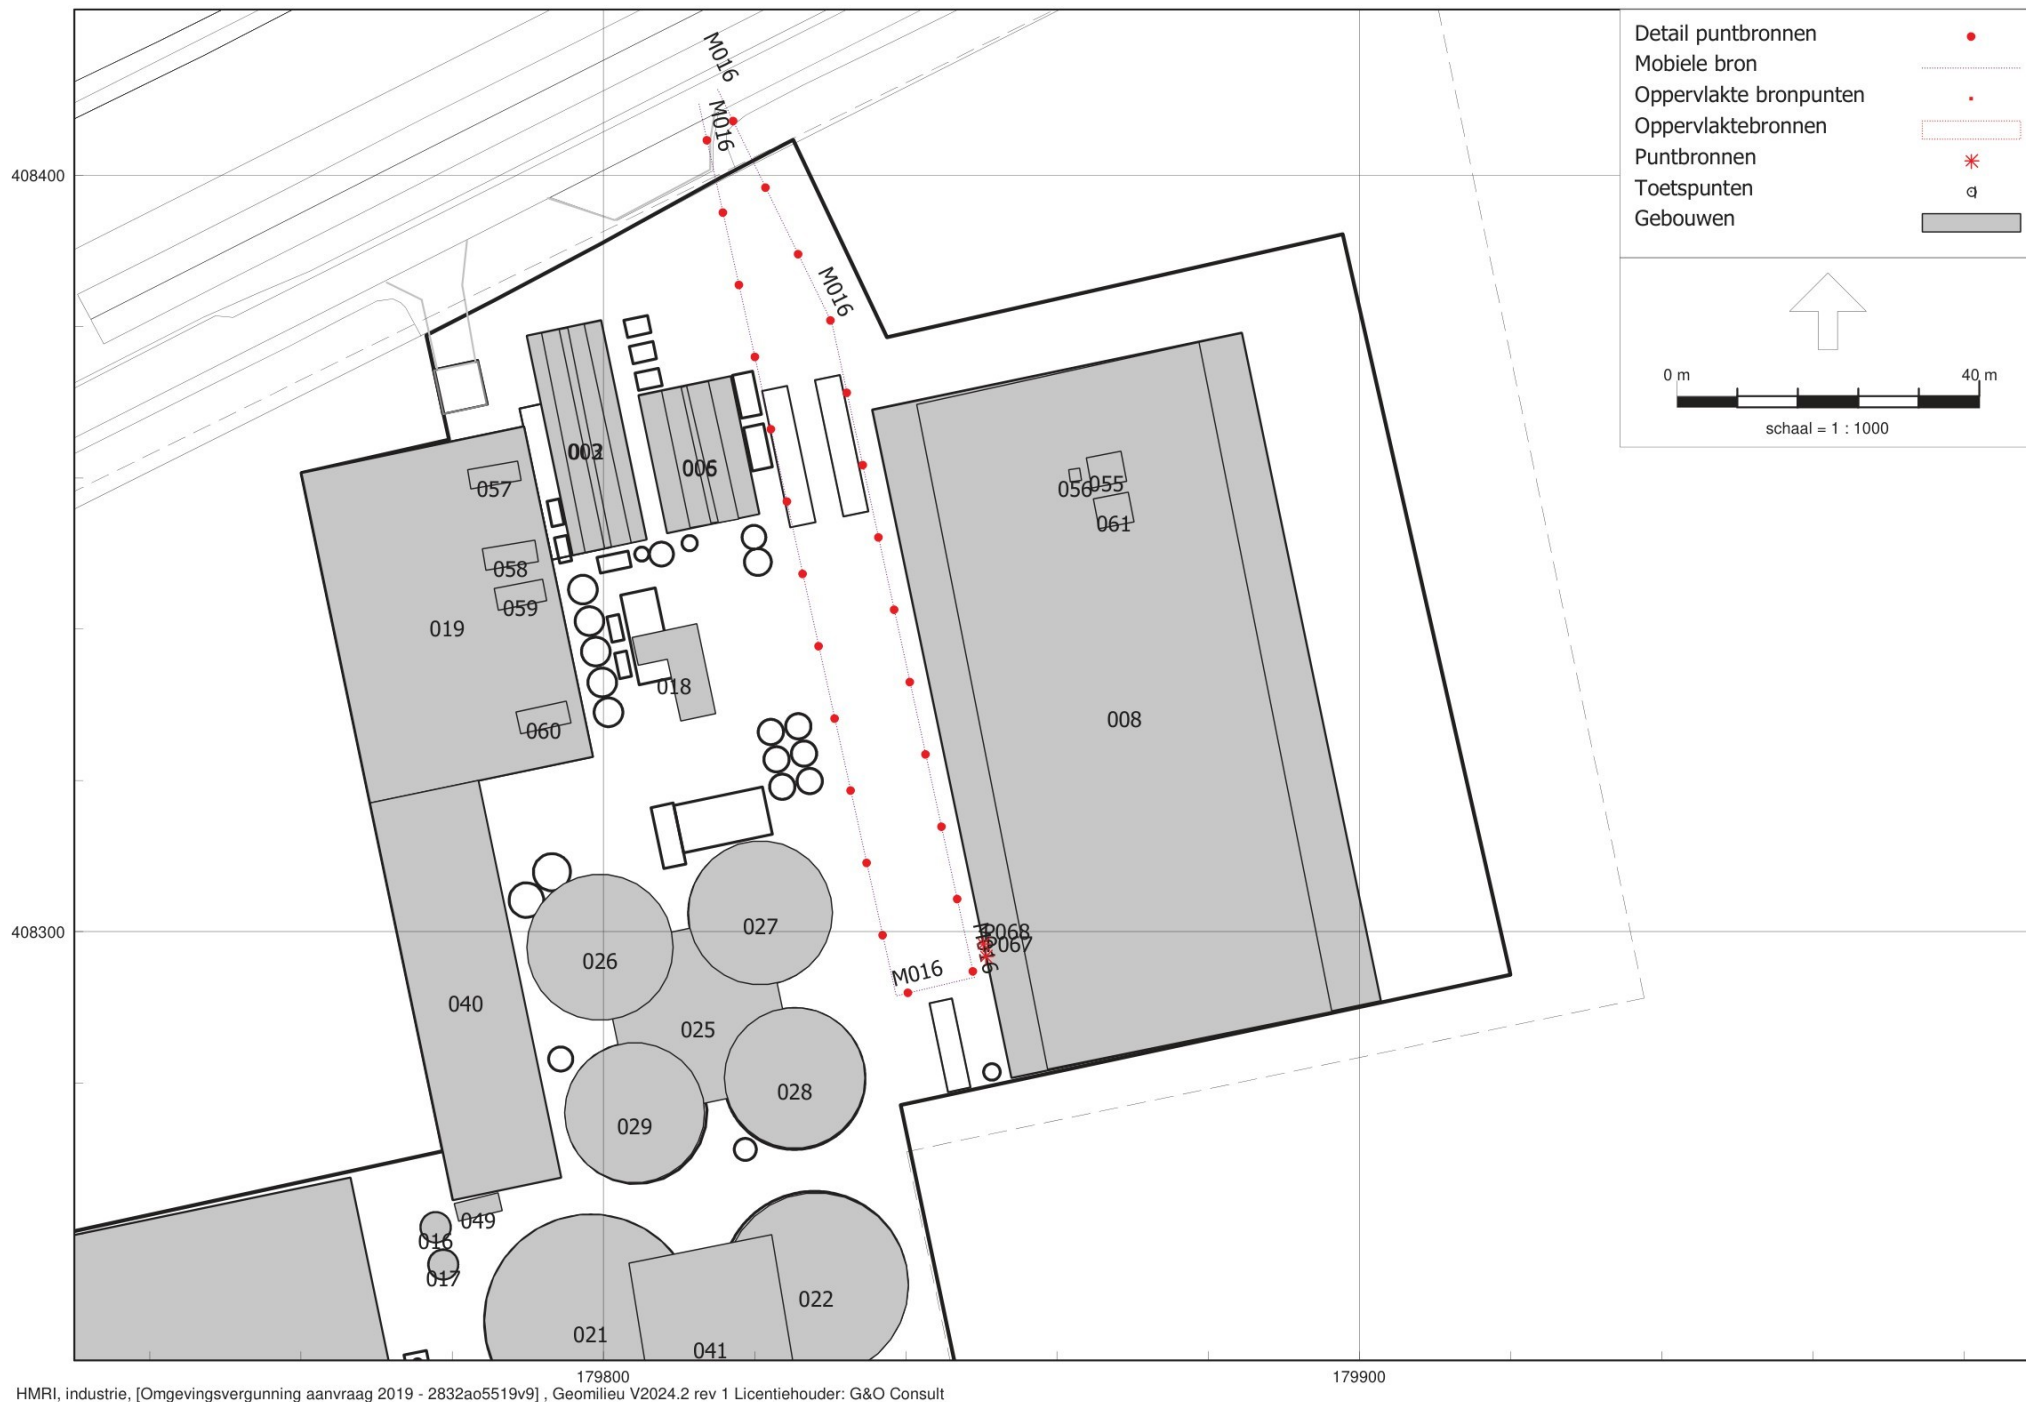 Detail puntbronnen
Mobiele bron
Oppervlakte bronpunten
Oppervlaktebronnen
Puntbronnen
Toetspunten
Gebouwen
0 m 40 m
schaal = 1 : 1000
M016
M016
408400
M016
057
006
058
056
055
061
059
019
018
008
060
027
408300
P068
P067
M016
M016
026
040
025
028
029
049
016
017
022
021
041
179800 179900
HMRI, industrie, [Omgevingsvergunning aanvraag 2019 - 2832ao5519v9] , Geomilieu V2024.2 rev 1 Licentiehouder: G&O Consult